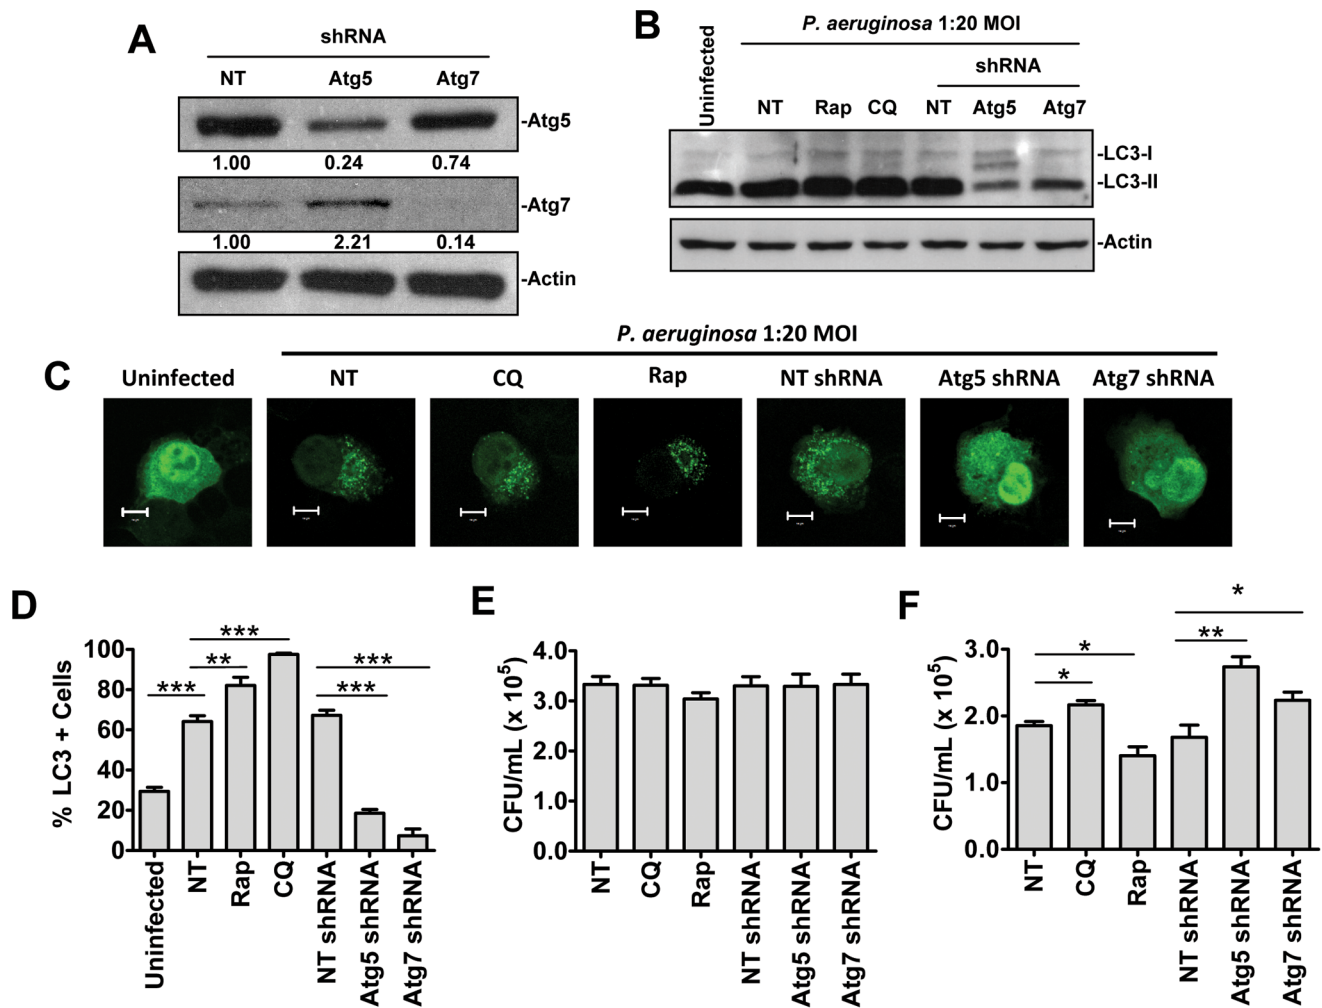 A
shRNA
NT Atg5 Atg7
-Atg5
1.00 0.24 0.74
-Atg7
1.00 2.21 0.14
-Actin
B
P. aeruginosa 1:20 MOI
Uninfected
shRNA
NT Rap CQ NT Atg5 Atg7
-LC3-I
-LC3-II
-Actin
P. aeruginosa 1:20 MOI
C
Uninfected NT CQ Rap NT shRNA Atg5 shRNA Atg7 shRNA
D
% LC3 + Cells
100
80
60
40
20
0
*** ** *** *** ***
Uninfected NT Rap CQ NT shRNA Atg5 shRNA Atg7 shRNA
E
CFU/mL (x 10⁵)
4.0
3.0
2.0
1.0
0.0
NT CQ Rap NT shRNA Atg5 shRNA Atg7 shRNA
F
CFU/mL (x 10⁵)
3.0
2.0
1.0
0.0
* * ** *
NT CQ Rap NT shRNA Atg5 shRNA Atg7 shRNA